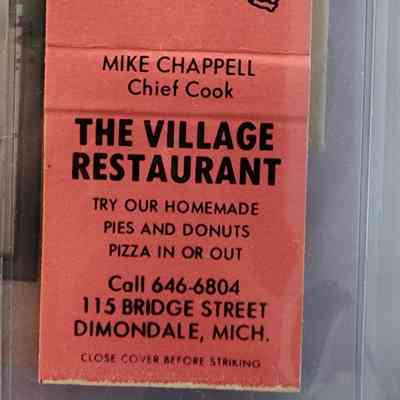 MIKE CHAPPELL
Chief Cook
THE VILLAGE
RESTAURANT
TRY OUR HOMEMADE
PIES AND DONUTS
PIZZA IN OR OUT
Call 646-6804
115 BRIDGE STREET
DIMONDALE, MICH.
CLOSE COVER BEFORE STRIKING